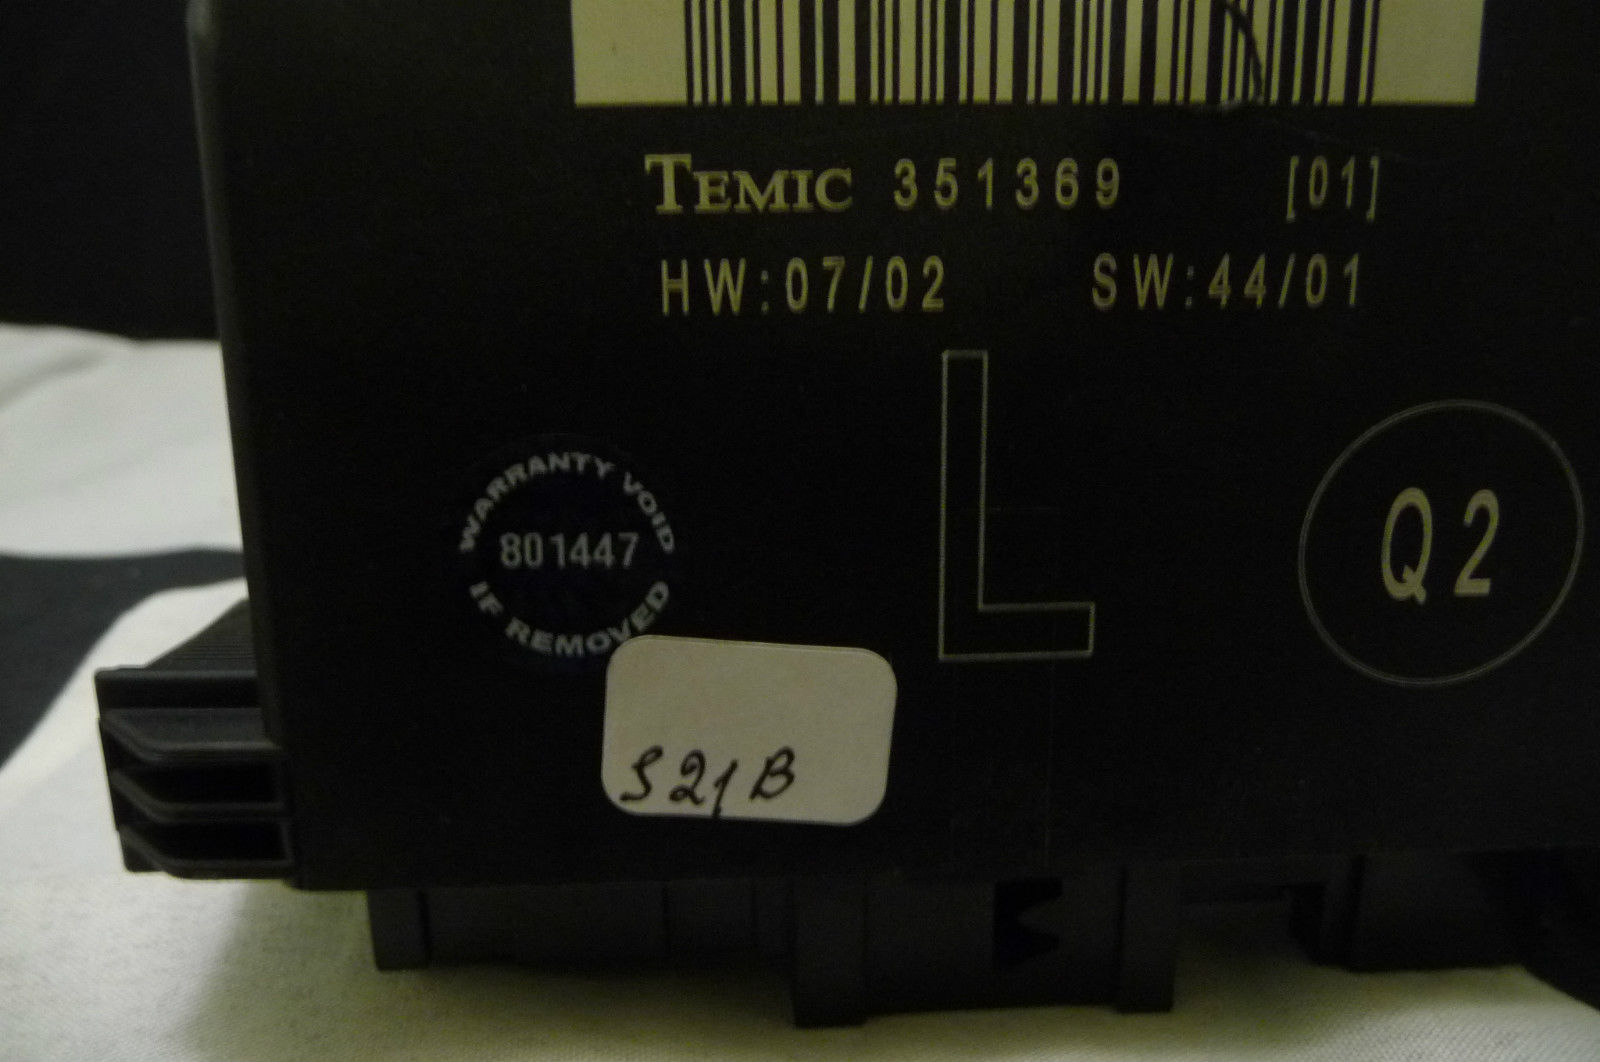 TEMIC 351369 [01]
HW:07/02 SW:44/01
L
Q2
WARRANTY VOID
801447
IF REMOVED
S21B